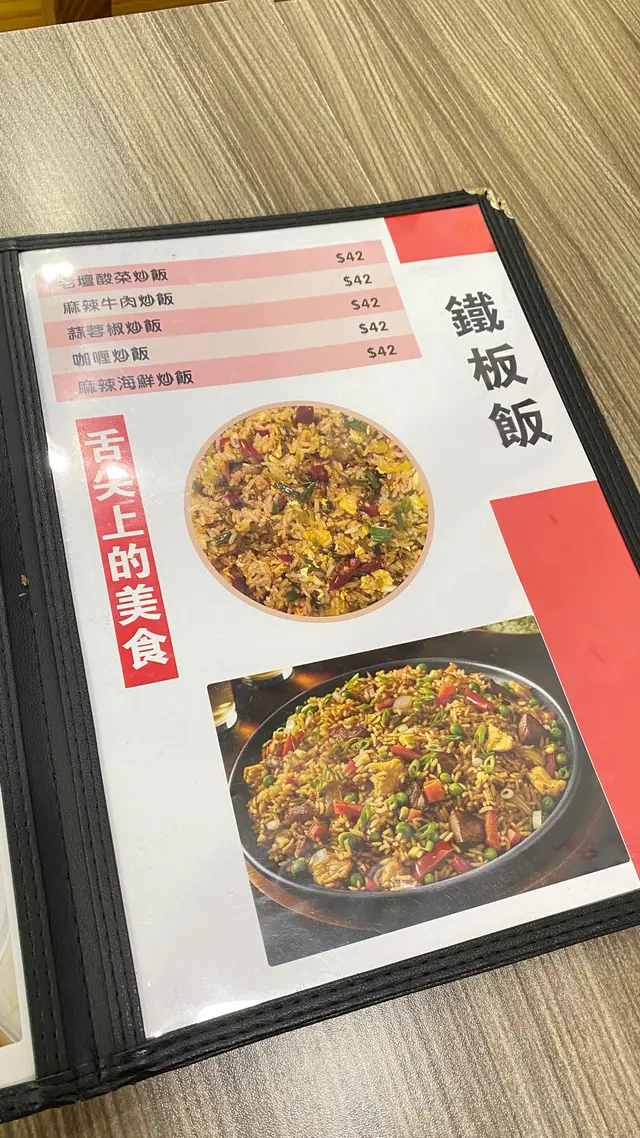 老壇酸菜炒飯 $42
麻辣牛肉炒飯 $42
蒜蓉椒炒飯 $42
咖喱炒飯 $42
麻辣海鮮炒飯 $42
鐵板飯
舌尖上的美食